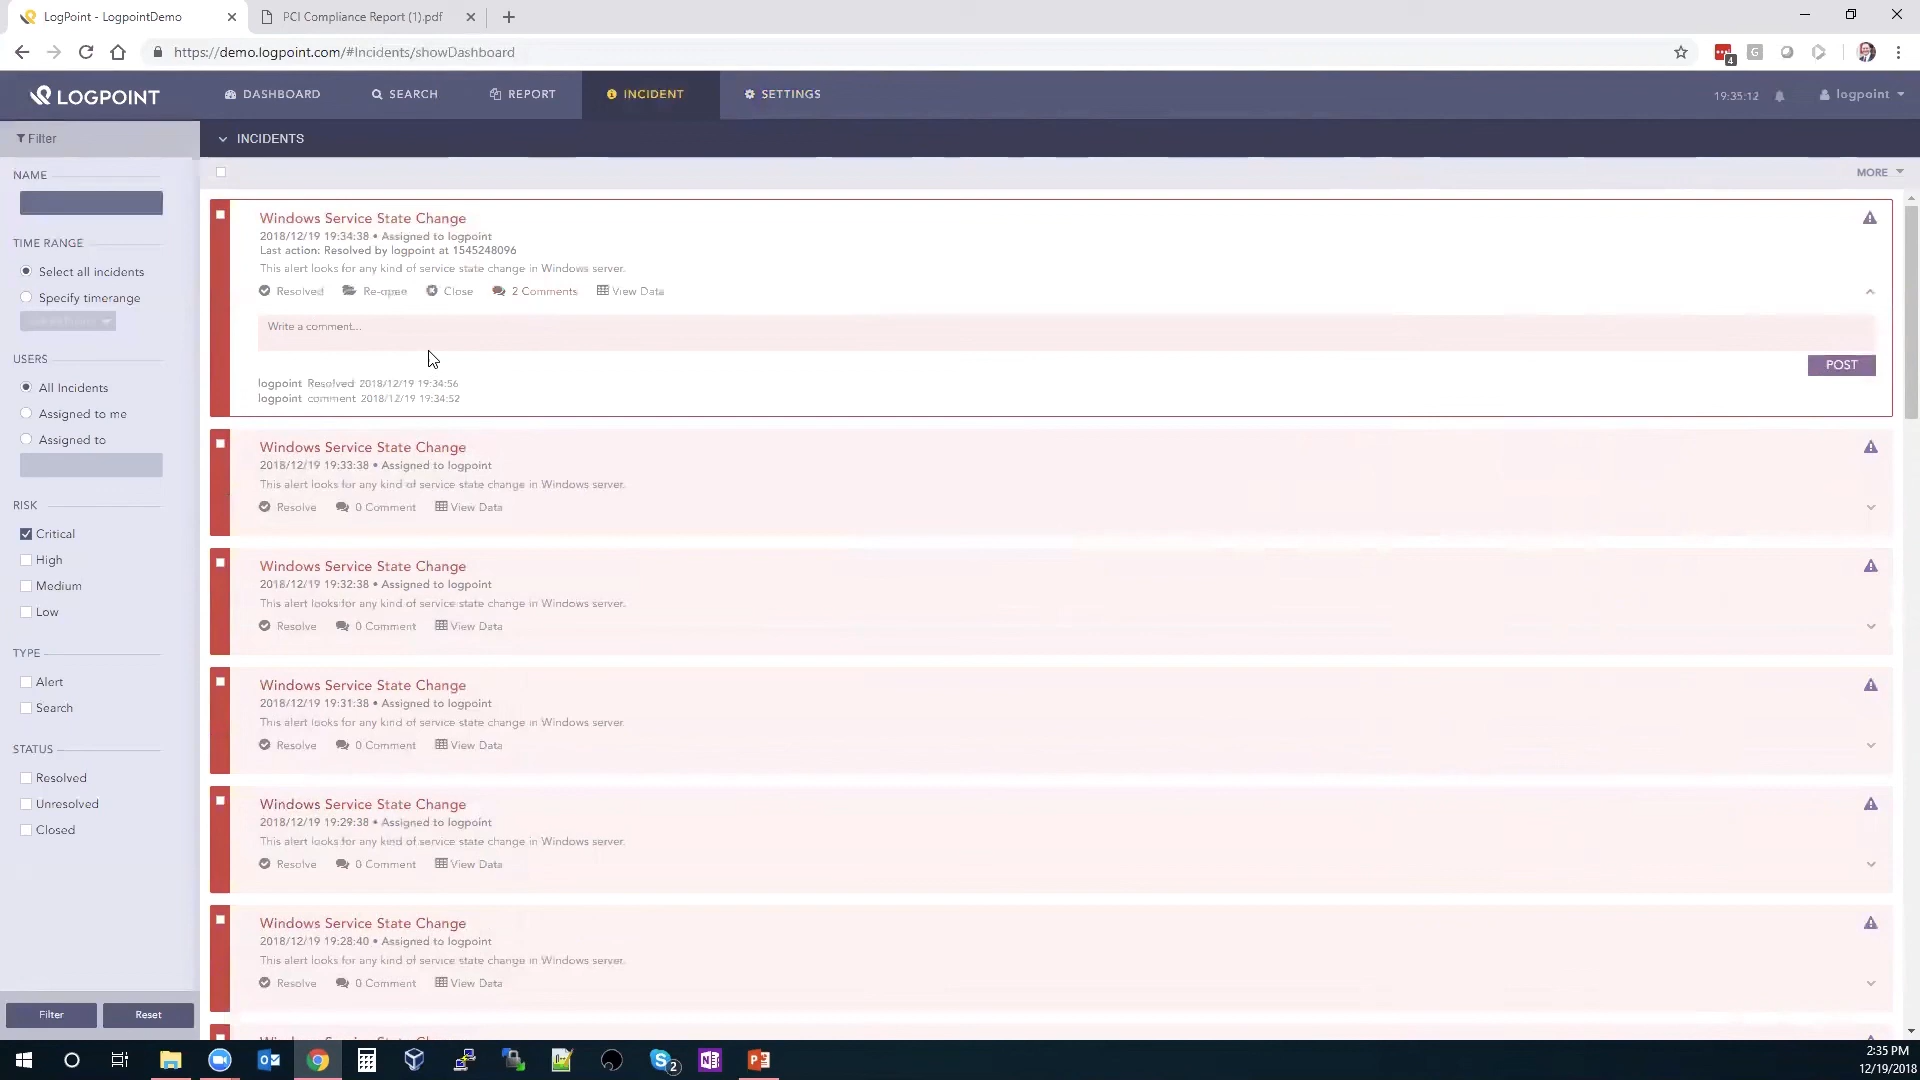 LogPoint - LogpointDemo
PCI Compliance Report (1).pdf
https://demo.logpoint.com/#Incidents/showDashboard
4
G
LOGPOINT
DASHBOARD
SEARCH
REPORT
INCIDENT
SETTINGS
19:35:12
logpoint
Filter
INCIDENTS
MORE
NAME
TIME RANGE
Select all incidents
Specify timerange
USERS
All Incidents
Assigned to me
Assigned to
RISK
Critical
High
Medium
Low
TYPE
Alert
Search
STATUS
Resolved
Unresolved
Closed
Filter Reset
Windows Service State Change
2018/12/19 19:34:38 • Assigned to logpoint
Last action: Resolved by logpoint at 1545248096
This alert looks for any kind of service state change in Windows server.
Resolved Re-open Close 2 Comments View Data
Write a comment...
POST
logpoint Resolved 2018/12/19 19:34:56
logpoint comment 2018/12/19 19:34:52
Windows Service State Change
2018/12/19 19:33:38 • Assigned to logpoint
This alert looks for any kind of service state change in Windows server.
Resolve 0 Comment View Data
Windows Service State Change
2018/12/19 19:32:38 • Assigned to logpoint
This alert looks for any kind of service state change in Windows server.
Resolve 0 Comment View Data
Windows Service State Change
2018/12/19 19:31:38 • Assigned to logpoint
This alert looks for any kind of service state change in Windows server.
Resolve 0 Comment View Data
Windows Service State Change
2018/12/19 19:29:38 • Assigned to logpoint
This alert looks for any kind of service state change in Windows server.
Resolve 0 Comment View Data
Windows Service State Change
2018/12/19 19:28:40 • Assigned to logpoint
This alert looks for any kind of service state change in Windows server.
Resolve 0 Comment View Data
2
2:35 PM
12/19/2018